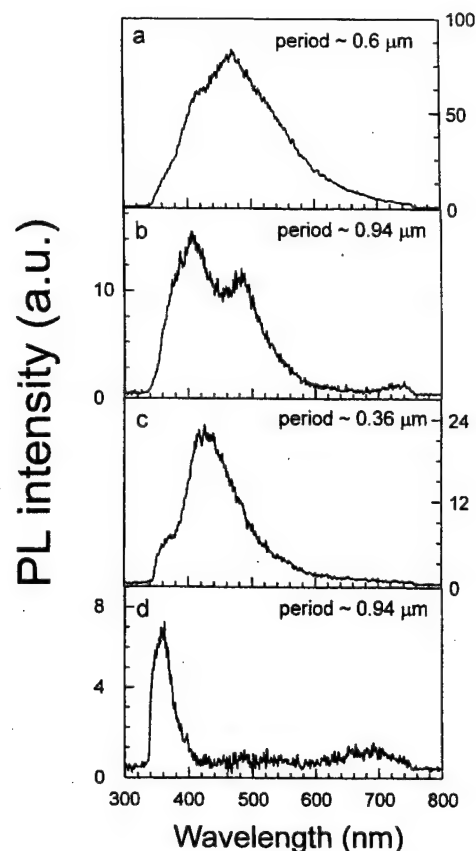 PL intensity (a.u.)
a period ~ 0.6 μm
100
50
0
b period ~ 0.94 μm
10
0
c period ~ 0.36 μm
24
12
0
d period ~ 0.94 μm
8
4
0
300 400 500 600 700 800
Wavelength (nm)